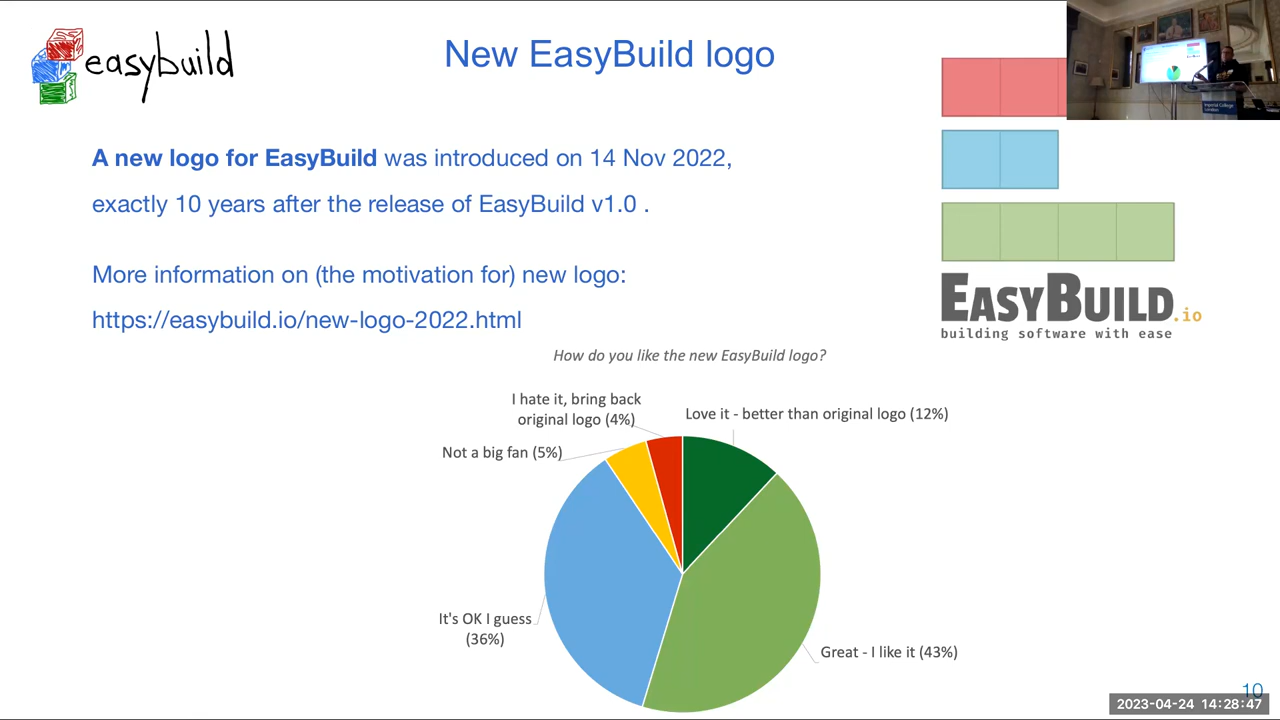 easybuild
New EasyBuild logo
A new logo for EasyBuild was introduced on 14 Nov 2022,
exactly 10 years after the release of EasyBuild v1.0 .
More information on (the motivation for) new logo:
https://easybuild.io/new-logo-2022.html
Imperial College
London
EASYBUILD.io
building software with ease
How do you like the new EasyBuild logo?
I hate it, bring back
original logo (4%)
Love it - better than original logo (12%)
Not a big fan (5%)
It's OK I guess
(36%)
Great - I like it (43%)
10
2023-04-24 14:28:47